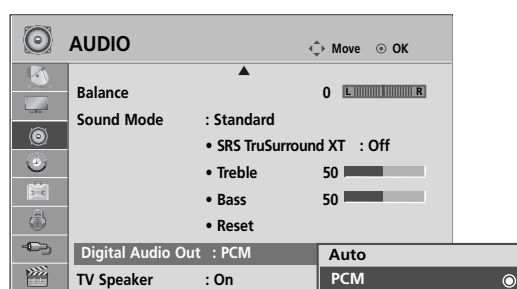 AUDIO Move OK
Balance 0 L R
Sound Mode : Standard
• SRS TruSurround XT : Off
• Treble 50
• Bass 50
• Reset
Digital Audio Out : PCM Auto
TV Speaker : On PCM